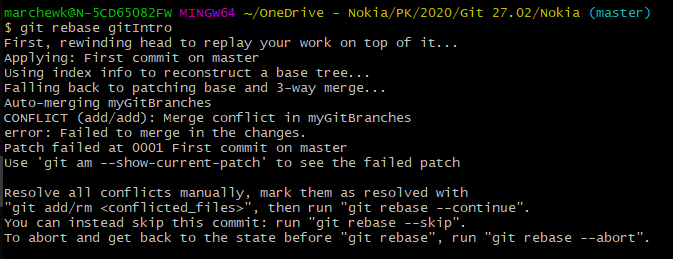 marchewk@N-5CD65082FW MINGW64 ~/OneDrive - Nokia/PK/2020/Git 27.02/Nokia (master)
$ git rebase gitIntro
First, rewinding head to replay your work on top of it...
Applying: First commit on master
Using index info to reconstruct a base tree...
Falling back to patching base and 3-way merge...
Auto-merging myGitBranches
CONFLICT (add/add): Merge conflict in myGitBranches
error: Failed to merge in the changes.
Patch failed at 0001 First commit on master
Use 'git am --show-current-patch' to see the failed patch

Resolve all conflicts manually, mark them as resolved with
"git add/rm <conflicted_files>", then run "git rebase --continue".
You can instead skip this commit: run "git rebase --skip".
To abort and get back to the state before "git rebase", run "git rebase --abort".